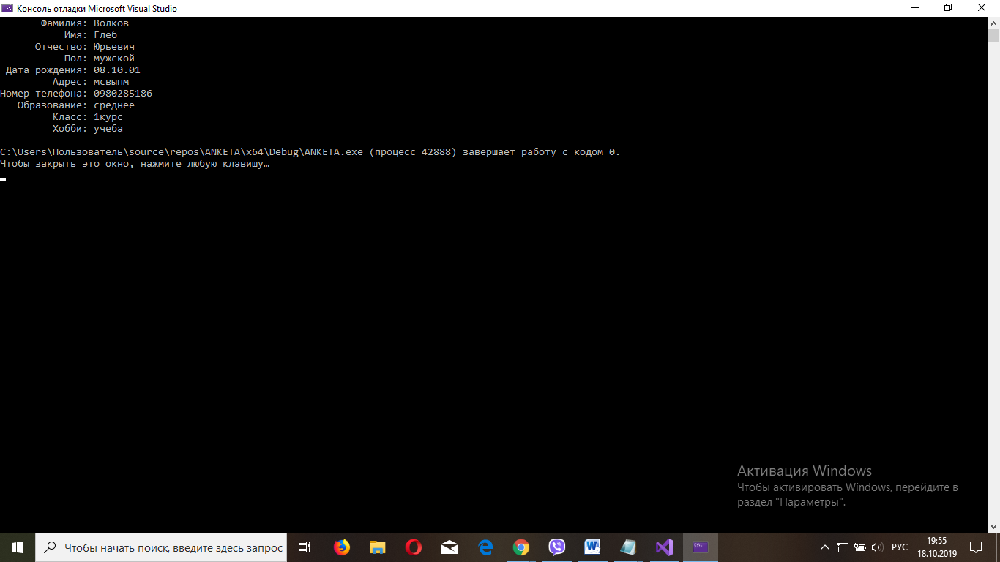 Консоль отладки Microsoft Visual Studio
Фамилия: Волков
Имя: Глеб
Отчество: Юрьевич
Пол: мужской
Дата рождения: 08.10.01
Адрес: мсвыпм
Номер телефона: 0980285186
Образование: среднее
Класс: 1курс
Хобби: учеба
C:\Users\Пользователь\source\repos\ANKETA\x64\Debug\ANKETA.exe (процесс 42888) завершает работу с кодом 0.
Чтобы закрыть это окно, нажмите любую клавишу…
Активация Windows
Чтобы активировать Windows, перейдите в
раздел "Параметры".
Чтобы начать поиск, введите здесь запрос
РУС
19:55
18.10.2019